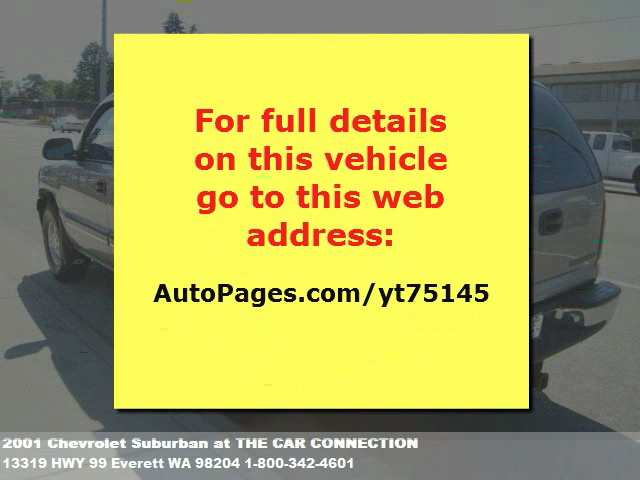 For full details
on this vehicle
go to this web
address:
AutoPages.com/yt75145
2001 Chevrolet Suburban at THE CAR CONNECTION
13319 HWY 99 Everett WA 98204 1-800-342-4601